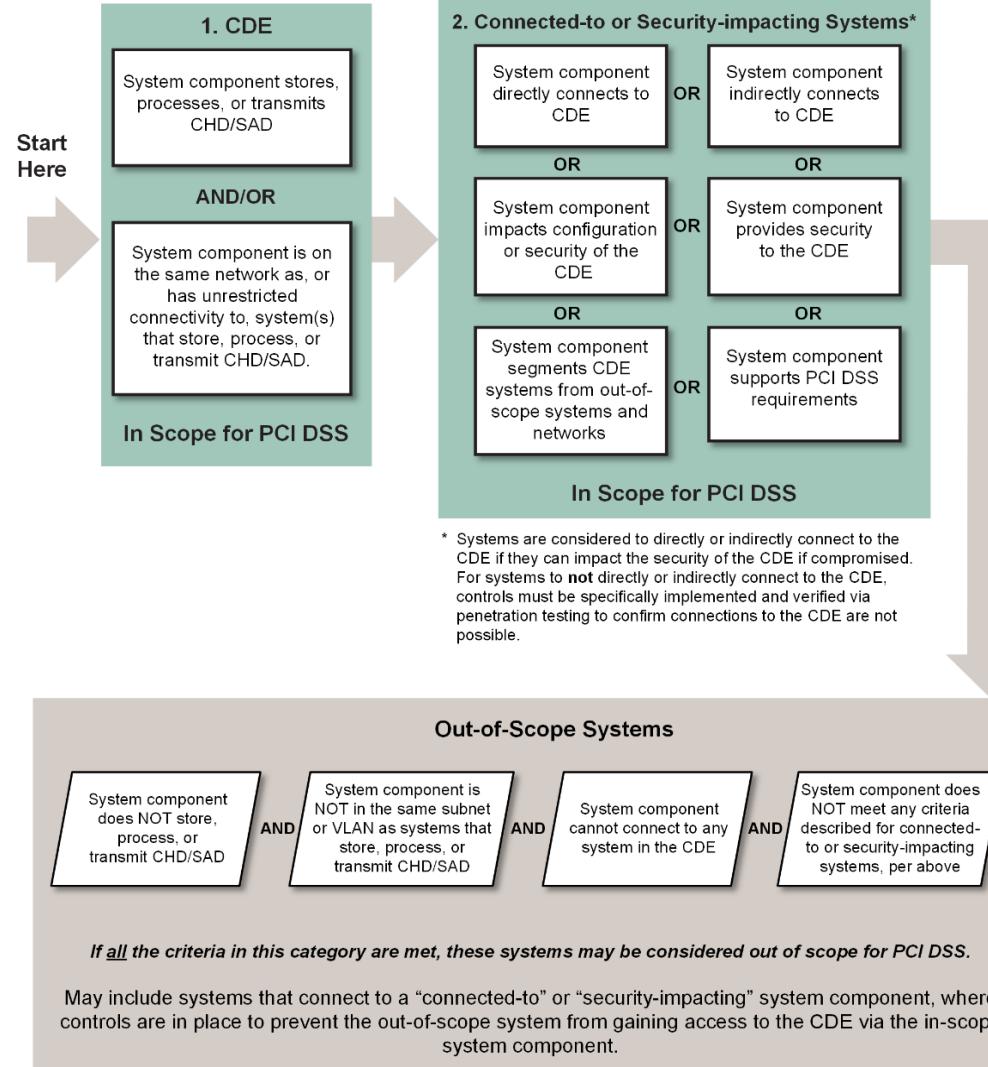 1. CDE
System component stores,
processes, or transmits
CHD/SAD
Start
Here
AND/OR
System component is on
the same network as, or
has unrestricted
connectivity to, system(s)
that store, process, or
transmit CHD/SAD.
In Scope for PCI DSS
2. Connected-to or Security-impacting Systems*
System component
directly connects to
CDE
OR
System component
indirectly connects
to CDE
OR
OR
System component
impacts configuration
or security of the
CDE
OR
System component
provides security
to the CDE
OR
OR
System component
segments CDE
systems from out-of-
scope systems and
networks
OR
System component
supports PCI DSS
requirements
In Scope for PCI DSS
* Systems are considered to directly or indirectly connect to the
CDE if they can impact the security of the CDE if compromised.
For systems to not directly or indirectly connect to the CDE,
controls must be specifically implemented and verified via
penetration testing to confirm connections to the CDE are not
possible.
Out-of-Scope Systems
System component
does NOT store,
process, or
transmit CHD/SAD
AND
System component is
NOT in the same subnet
or VLAN as systems that
store, process, or
transmit CHD/SAD
AND
System component
cannot connect to any
system in the CDE
AND
System component does
NOT meet any criteria
described for connected-
to or security-impacting
systems, per above
If all the criteria in this category are met, these systems may be considered out of scope for PCI DSS.
May include systems that connect to a “connected-to” or “security-impacting” system component, where
controls are in place to prevent the out-of-scope system from gaining access to the CDE via the in-scope
system component.